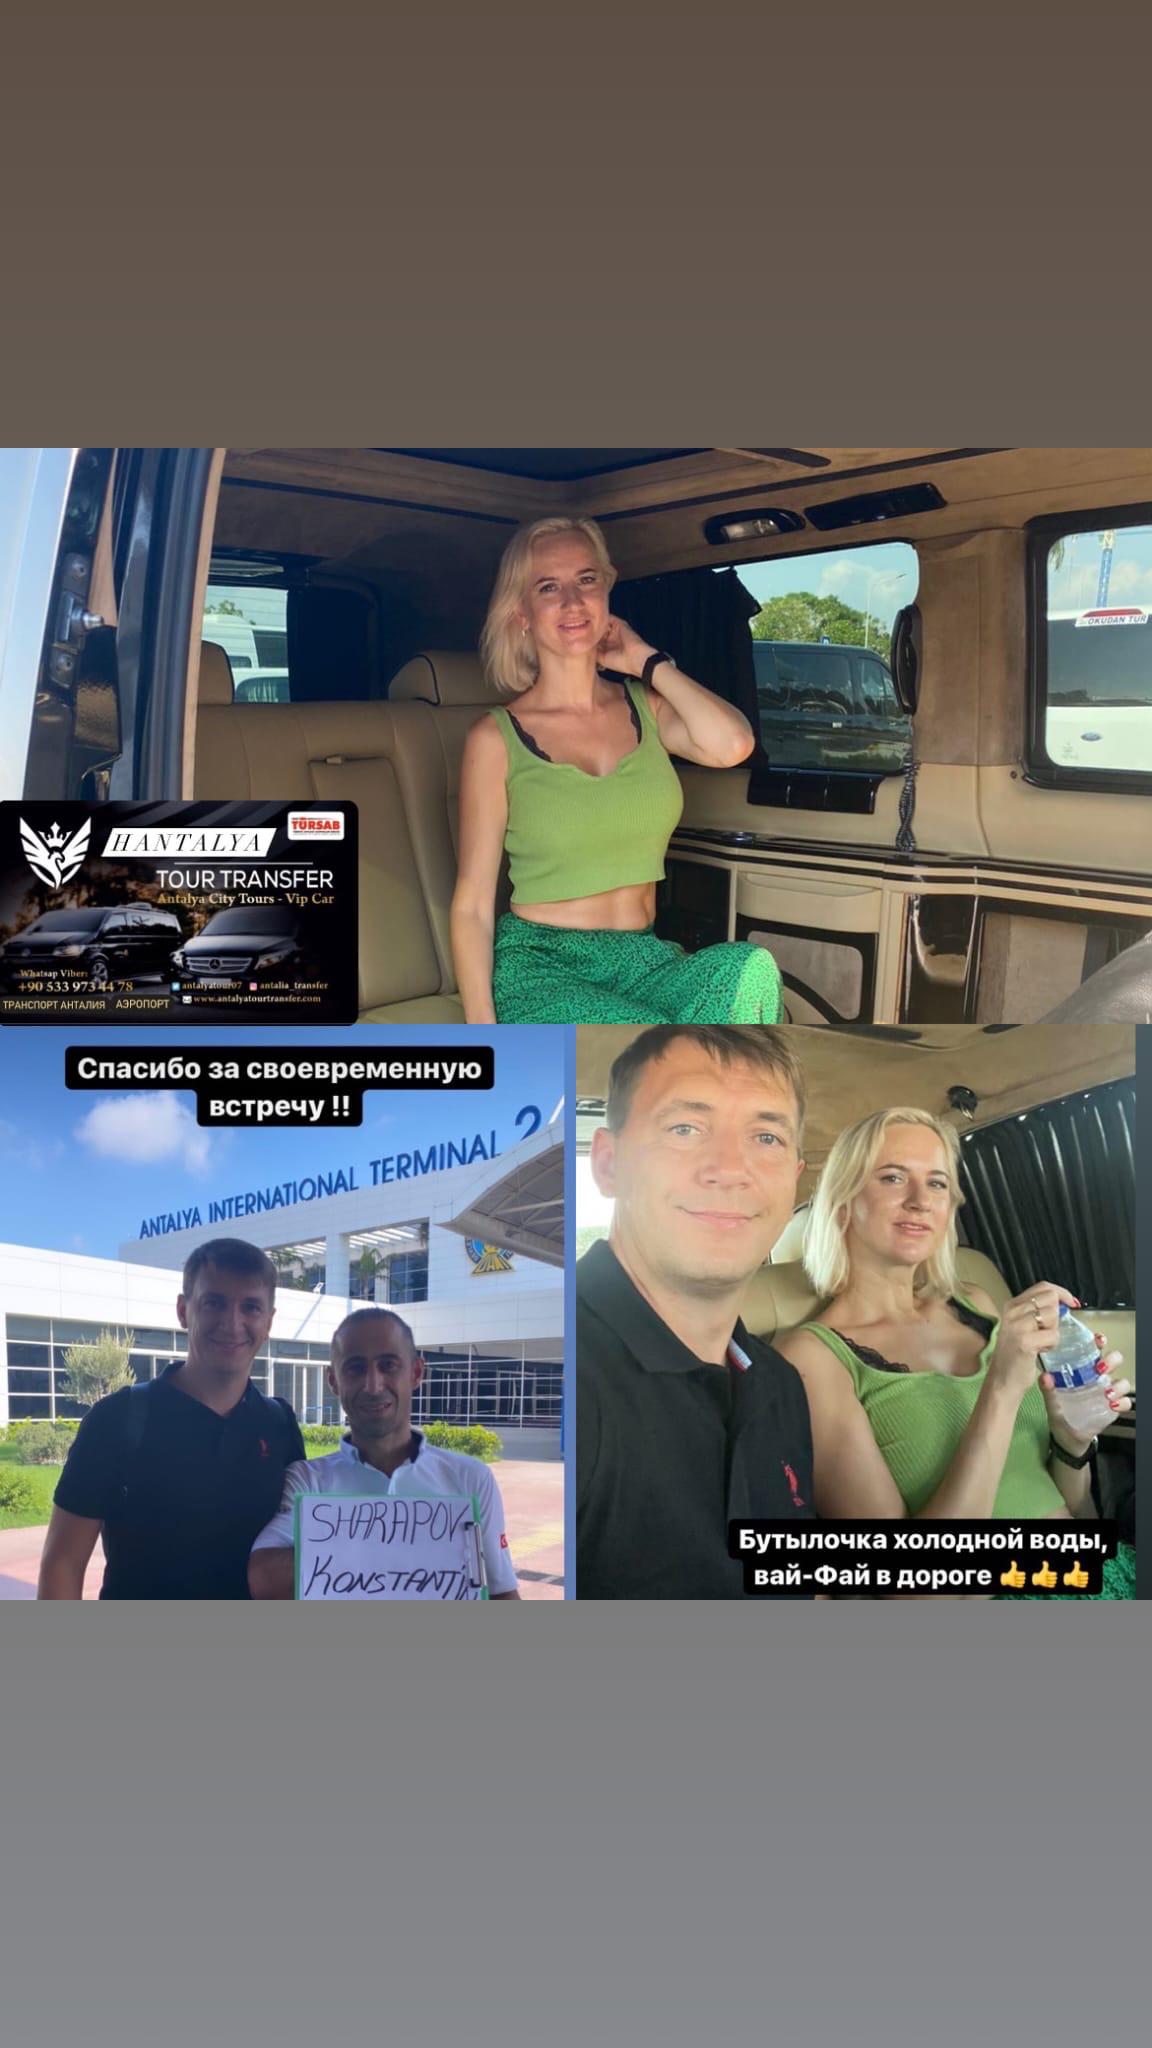 OKUDAN TUR
HANTALYA
TÜRSAB
TOUR TRANSFER
Antalya City Tours - Vip Car
Whatsap Viber:
+90 533 973 44 78
antalyatour07 antalia_transfer
www.antalyatourtransfer.com
ТРАНСПОРТ АНТАЛИЯ АЭРОПОРТ
Спасибо за своевременную
встречу !!
ANTALYA INTERNATIONAL TERMINAL 2
SHARAPOV
KONSTANTIN
Бутылочка холодной воды,
вай-Фай в дороге 👍👍👍